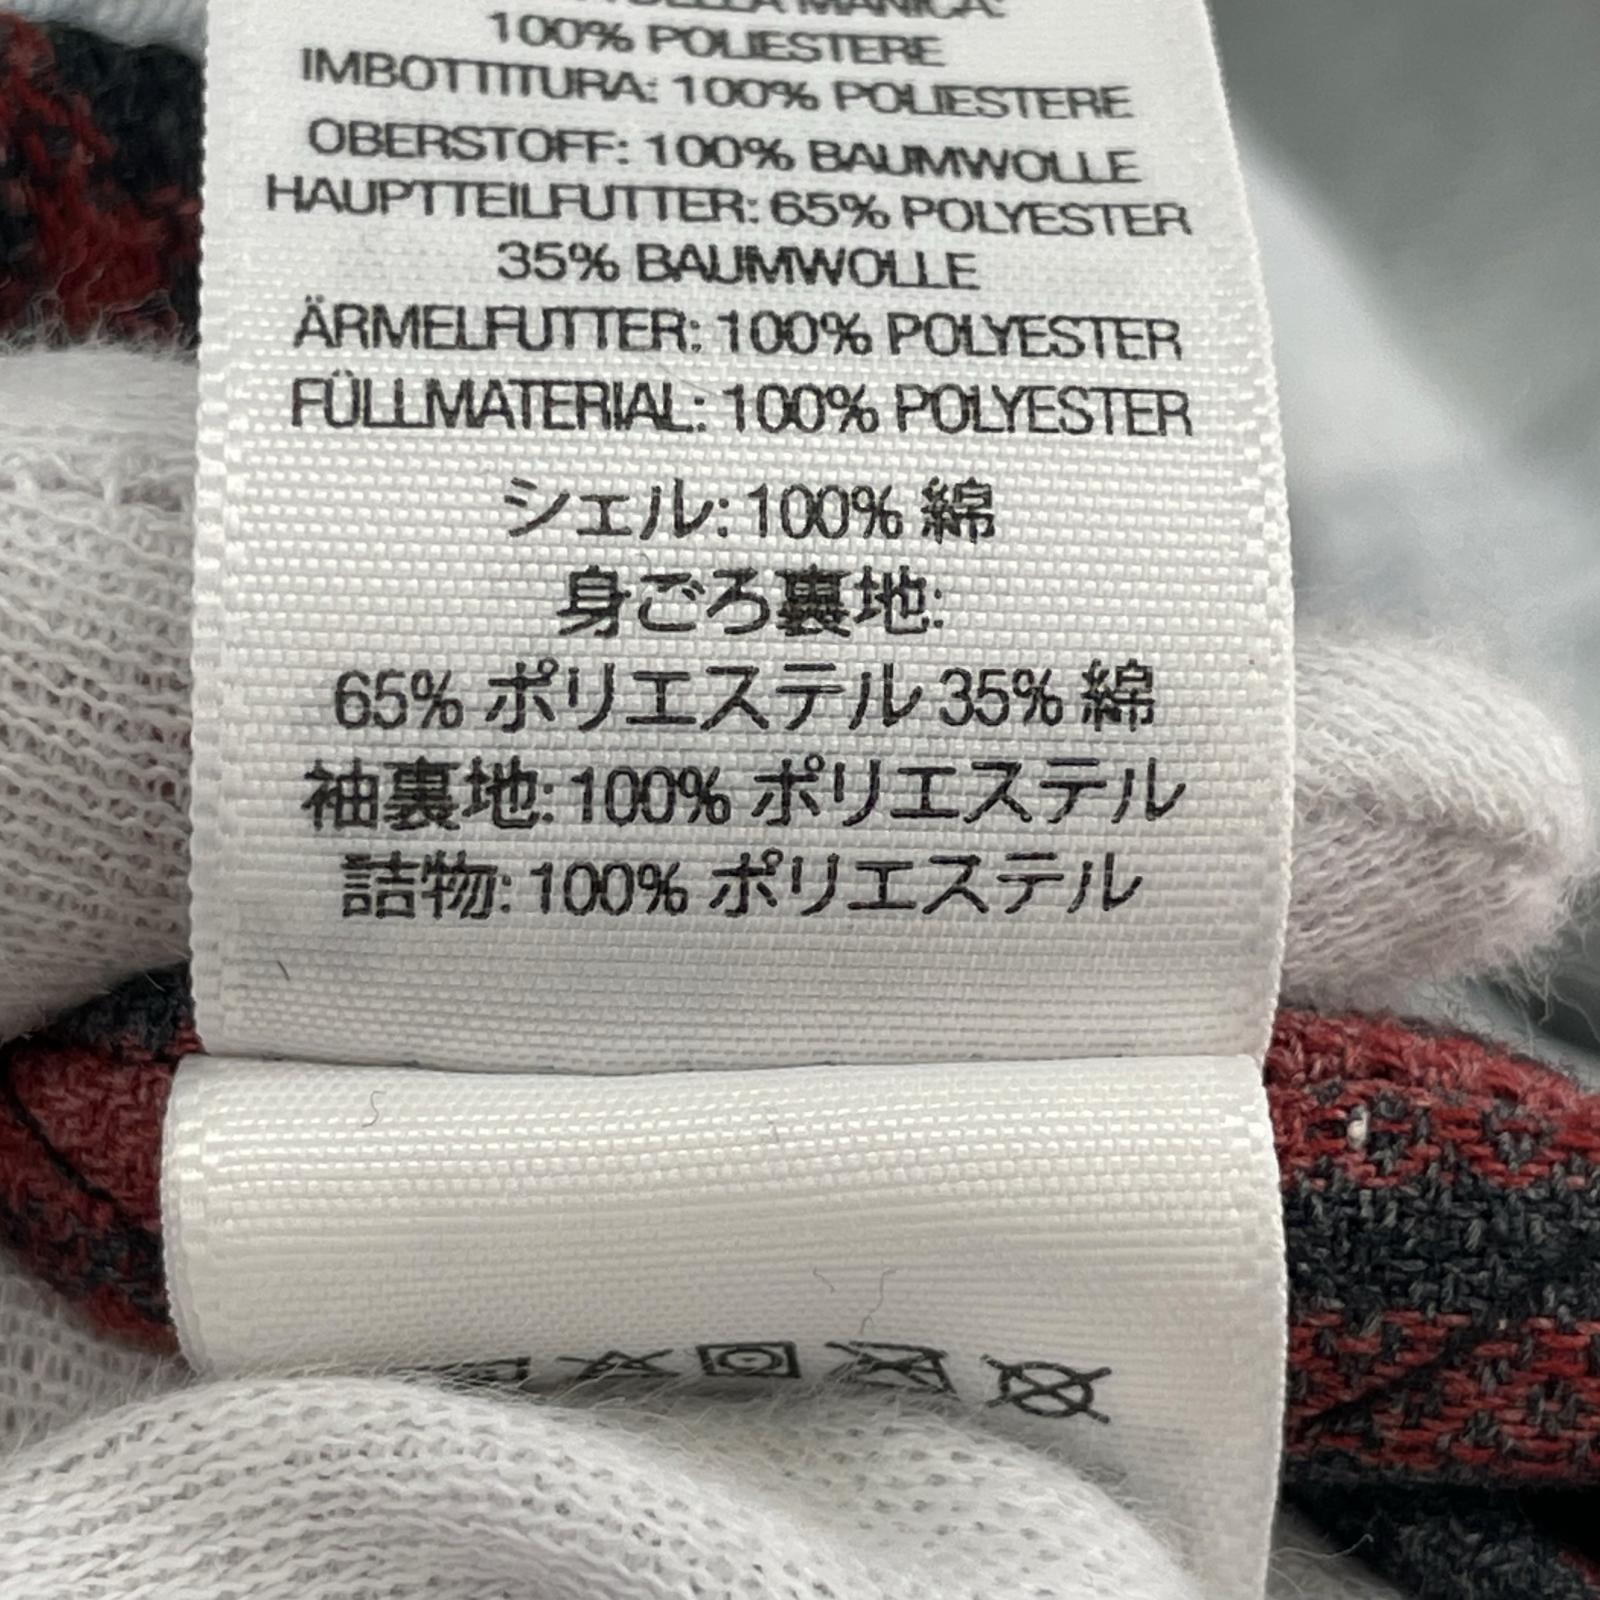 DELLA MANICA:
100% POLIESTERE
IMBOTTITURA: 100% POLIESTERE
OBERSTOFF: 100% BAUMWOLLE
HAUPTTEILFUTTER: 65% POLYESTER
35% BAUMWOLLE
ÄRMELFUTTER: 100% POLYESTER
FÜLLMATERIAL: 100% POLYESTER
シェル: 100% 綿
身ごろ裏地:
65% ポリエステル 35% 綿
袖裏地: 100% ポリエステル
詰物: 100% ポリエステル